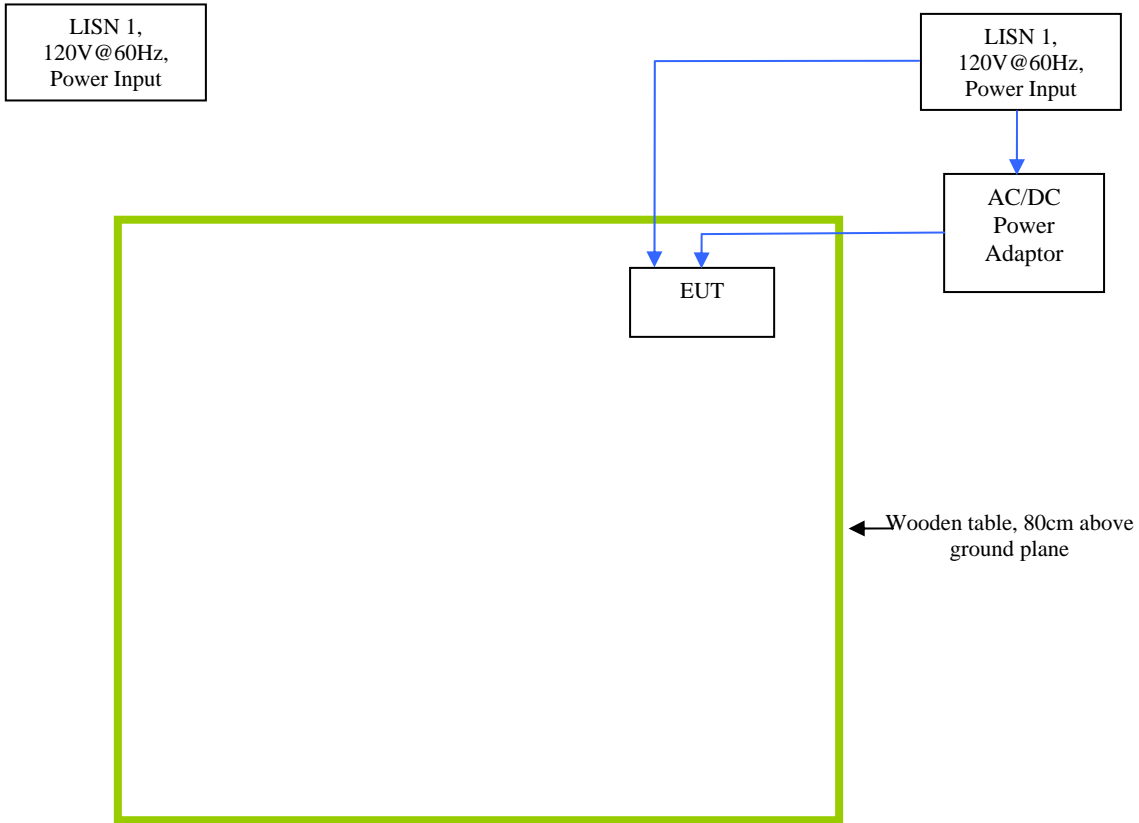 LISN 1,
120V@60Hz,
Power Input
LISN 1,
120V@60Hz,
Power Input
AC/DC
Power
Adaptor
EUT
Wooden table, 80cm above
ground plane